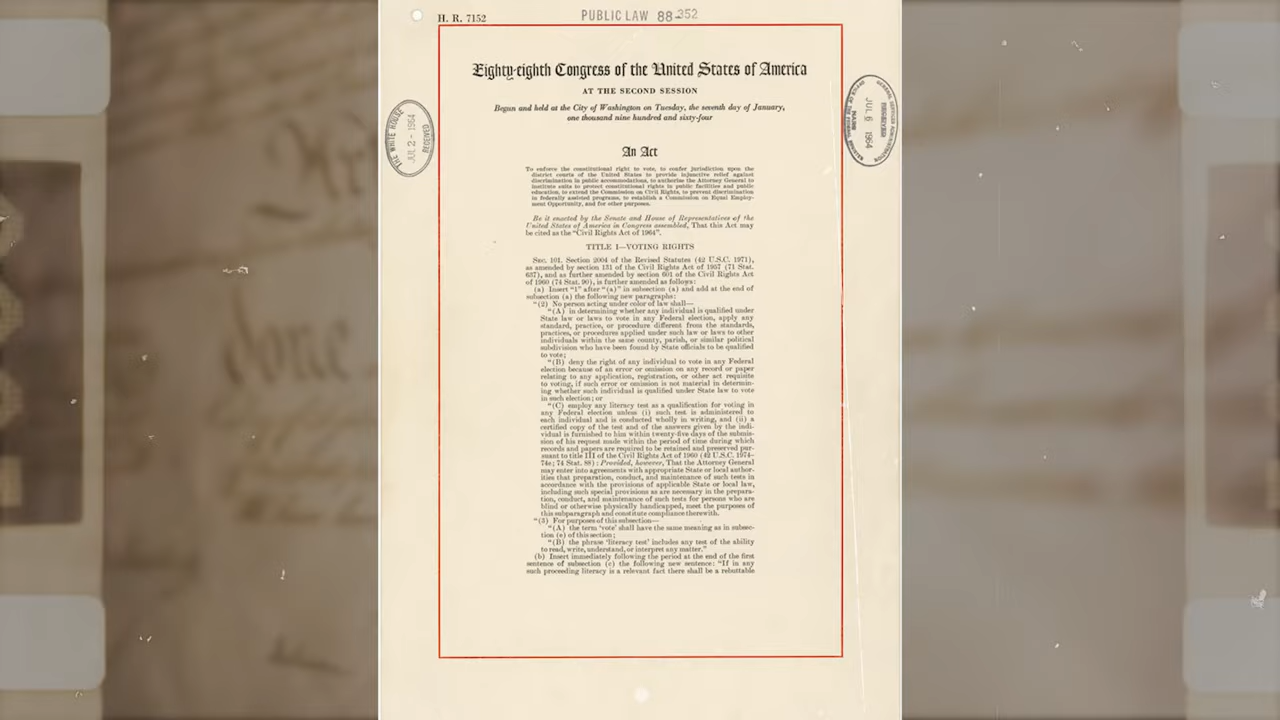 H. R. 7152
PUBLIC LAW 88-352
Eighty-eighth Congress of the United States of America
AT THE SECOND SESSION
Begun and held at the City of Washington on Tuesday, the seventh day of January,
one thousand nine hundred and sixty-four
THE WHITE HOUSE
JUL 2 - 1964
RECEIVED
JUL 6 1964
An Act
To enforce the constitutional right to vote, to confer jurisdiction upon the
district courts of the United States to provide injunctive relief against
discrimination in public accommodations, to authorize the Attorney General to
institute suits to protect constitutional rights in public facilities and public
education, to extend the Commission on Civil Rights, to prevent discrimination
in federally assisted programs, to establish a Commission on Equal Employ-
ment Opportunity, and for other purposes.
Be it enacted by the Senate and House of Representatives of the
United States of America in Congress assembled, That this Act may
be cited as the "Civil Rights Act of 1964".
TITLE I—VOTING RIGHTS
SEC. 101. Section 2004 of the Revised Statutes (42 U.S.C. 1971),
as amended by section 131 of the Civil Rights Act of 1957 (71 Stat.
637), and as further amended by section 601 of the Civil Rights Act
of 1960 (74 Stat. 90), is further amended as follows:
(a) Insert "1" after "(a)" in subsection (a) and add at the end of
subsection (a) the following new paragraphs:
"(2) No person acting under color of law shall—
"(A) in determining whether any individual is qualified under
State law or laws to vote in any Federal election, apply any
standard, practice, or procedure different from the standards,
practices, or procedures applied under such law or laws to other
individuals within the same county, parish, or similar political
subdivision who have been found by State officials to be qualified
to vote;
"(B) deny the right of any individual to vote in any Federal
election because of an error or omission on any record or paper
relating to any application, registration, or other act requisite
to voting, if such error or omission is not material in determin-
ing whether such individual is qualified under State law to vote
in such election; or
"(C) employ any literacy test as a qualification for voting in
any Federal election unless (i) such test is administered to
each individual and is conducted wholly in writing, and (ii) a
certified copy of the test and of the answers given by the indi-
vidual is furnished to him within twenty-five days of the submis-
sion of his request made within the period of time during which
records and papers are required to be retained and preserved pur-
suant to title III of the Civil Rights Act of 1960 (42 U.S.C. 1974–
74e; 74 Stat. 88): Provided, however, That the Attorney General
may enter into agreements with appropriate State or local author-
ities that preparation, conduct, and maintenance of such tests in
accordance with the provisions of applicable State or local law,
including such special provisions as are necessary in the prepara-
tion, conduct, and maintenance of such tests for persons who are
blind or otherwise physically handicapped, meet the purposes of
this subparagraph and constitute compliance therewith.
"(3) For purposes of this subsection—
"(A) the term 'vote' shall have the same meaning as in subsec-
tion (e) of this section;
"(B) the phrase 'literacy test' includes any test of the ability
to read, write, understand, or interpret any matter."
(b) Insert immediately following the period at the end of the first
sentence of subsection (c) the following new sentence: "If in any
such proceeding literacy is a relevant fact there shall be a rebuttable